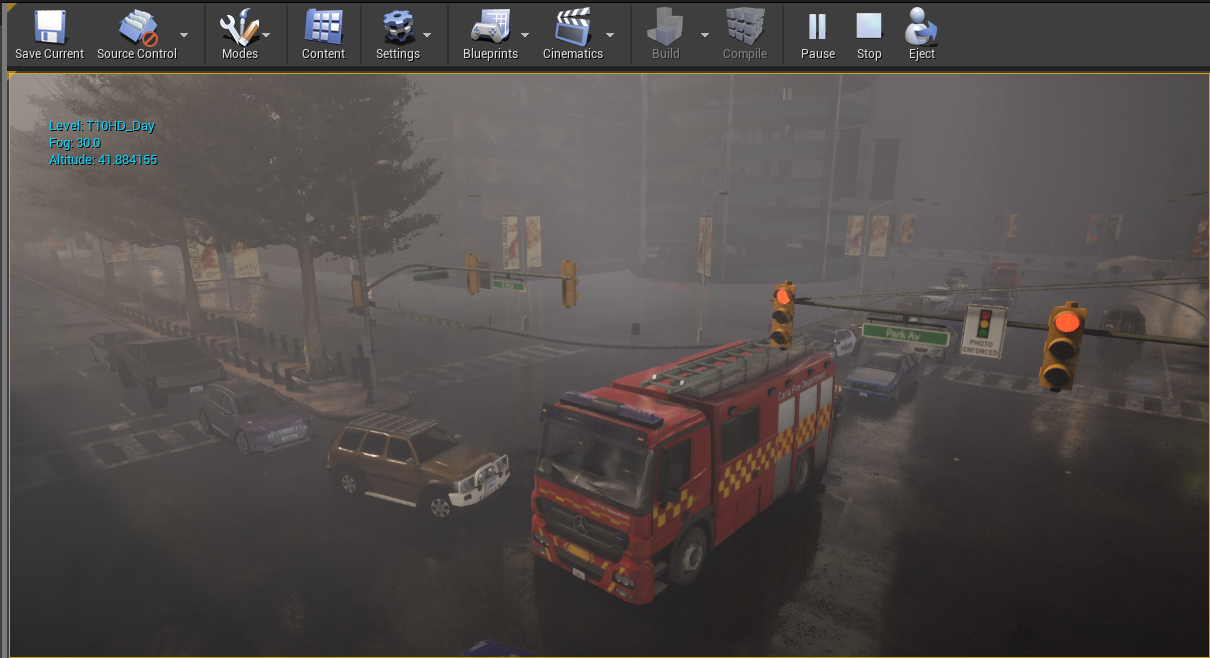 Save Current
Source Control
Modes
Content
Settings
Blueprints
Cinematics
Build
Compile
Pause
Stop
Eject
Level: T10HD_Day
Fog: 30.0
Altitude: 41.884155
Park Av
PHOTO
ENFORCED